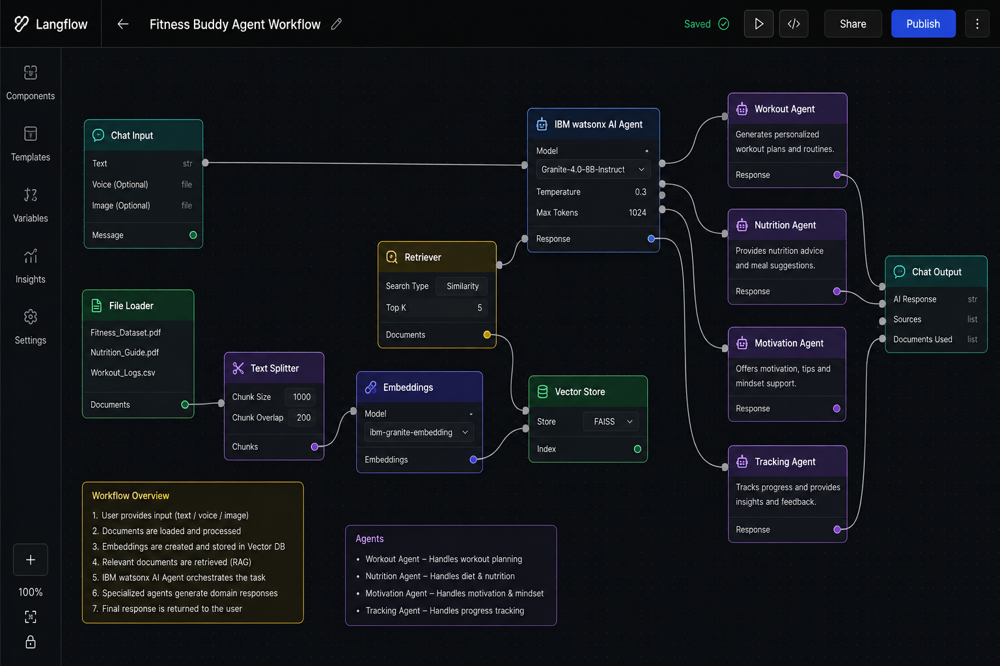 Langflow
Fitness Buddy Agent Workflow
Saved
Share
Publish
Components
Templates
Variables
Insights
Settings
100%
Chat Input
Text str
Voice (Optional) file
Image (Optional) file
Message
File Loader
Fitness_Dataset.pdf
Nutrition_Guide.pdf
Workout_Logs.csv
Documents
Text Splitter
Chunk Size 1000
Chunk Overlap 200
Chunks
Retriever
Search Type Similarity
Top K 5
Documents
Embeddings
Model
ibm-granite-embedding
Embeddings
IBM watsonx AI Agent
Model
Granite-4.0-8B-Instruct
Temperature 0.3
Max Tokens 1024
Response
Vector Store
Store FAISS
Index
Workout Agent
Generates personalized
workout plans and routines.
Response
Nutrition Agent
Provides nutrition advice
and meal suggestions.
Response
Motivation Agent
Offers motivation, tips and
mindset support.
Response
Tracking Agent
Tracks progress and provides
insights and feedback.
Response
Chat Output
AI Response str
Sources list
Documents Used list
Workflow Overview
1. User provides input (text / voice / image)
2. Documents are loaded and processed
3. Embeddings are created and stored in Vector DB
4. Relevant documents are retrieved (RAG)
5. IBM watsonx AI Agent orchestrates the task
6. Specialized agents generate domain responses
7. Final response is returned to the user
Agents
• Workout Agent – Handles workout planning
• Nutrition Agent – Handles diet & nutrition
• Motivation Agent – Handles motivation & mindset
• Tracking Agent – Handles progress tracking